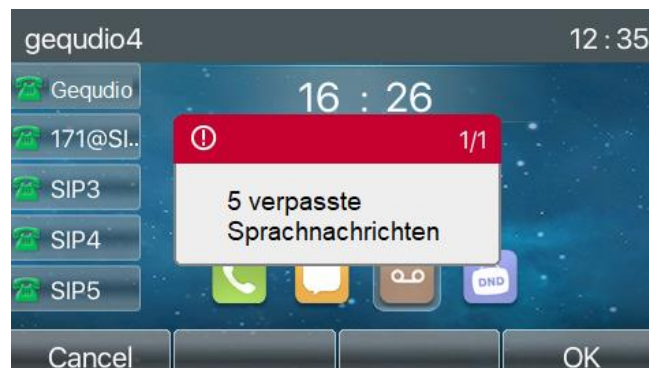 gequdio4 12:35
Gequdio
16 : 26
171@SI..
1/1
SIP3
5 verpasste
Sprachnachrichten
SIP4
SIP5
DND
Cancel OK